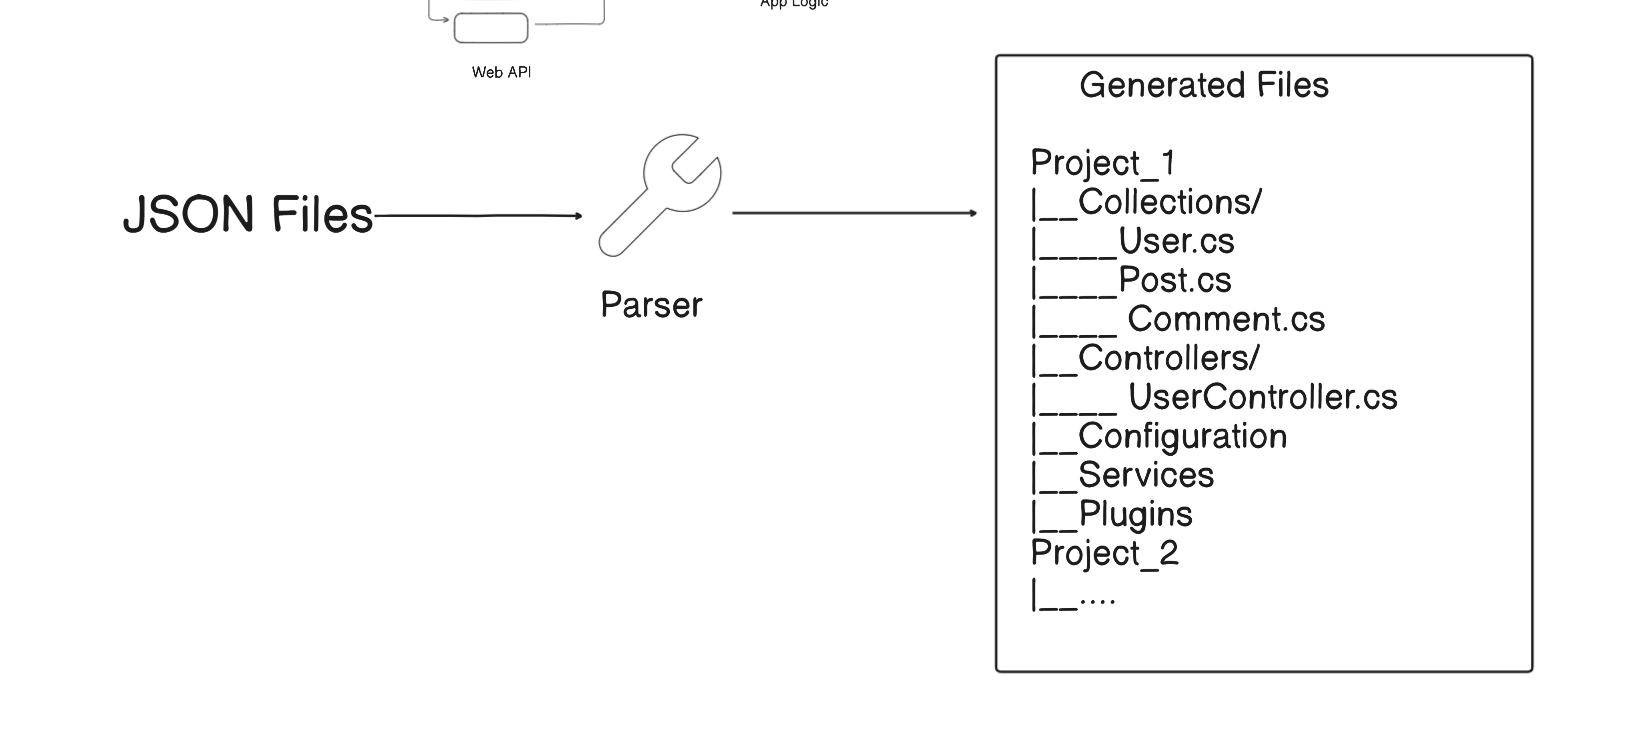 App Logic
Web API
Generated Files
Project_1
|__Collections/
|____User.cs
|____Post.cs
|____ Comment.cs
|__Controllers/
|____ UserController.cs
|__Configuration
|__Services
|__Plugins
Project_2
|__....
JSON Files
Parser